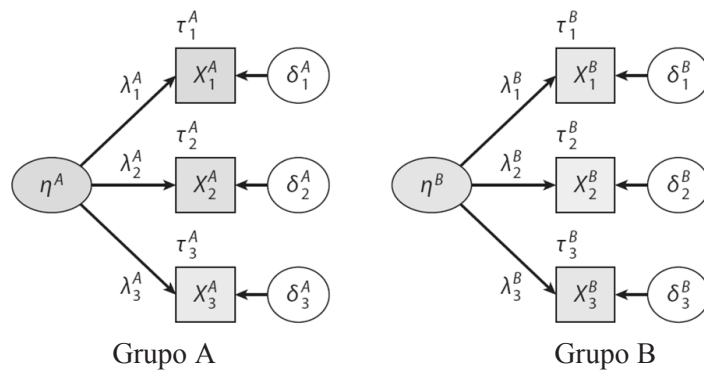 τ₁ᴬ
X₁ᴬ
δ₁ᴬ
λ₁ᴬ
τ₂ᴬ
ηᴬ
λ₂ᴬ
X₂ᴬ
δ₂ᴬ
τ₃ᴬ
λ₃ᴬ
X₃ᴬ
δ₃ᴬ
Grupo A
τ₁ᴮ
X₁ᴮ
δ₁ᴮ
λ₁ᴮ
τ₂ᴮ
ηᴮ
λ₂ᴮ
X₂ᴮ
δ₂ᴮ
τ₃ᴮ
λ₃ᴮ
X₃ᴮ
δ₃ᴮ
Grupo B